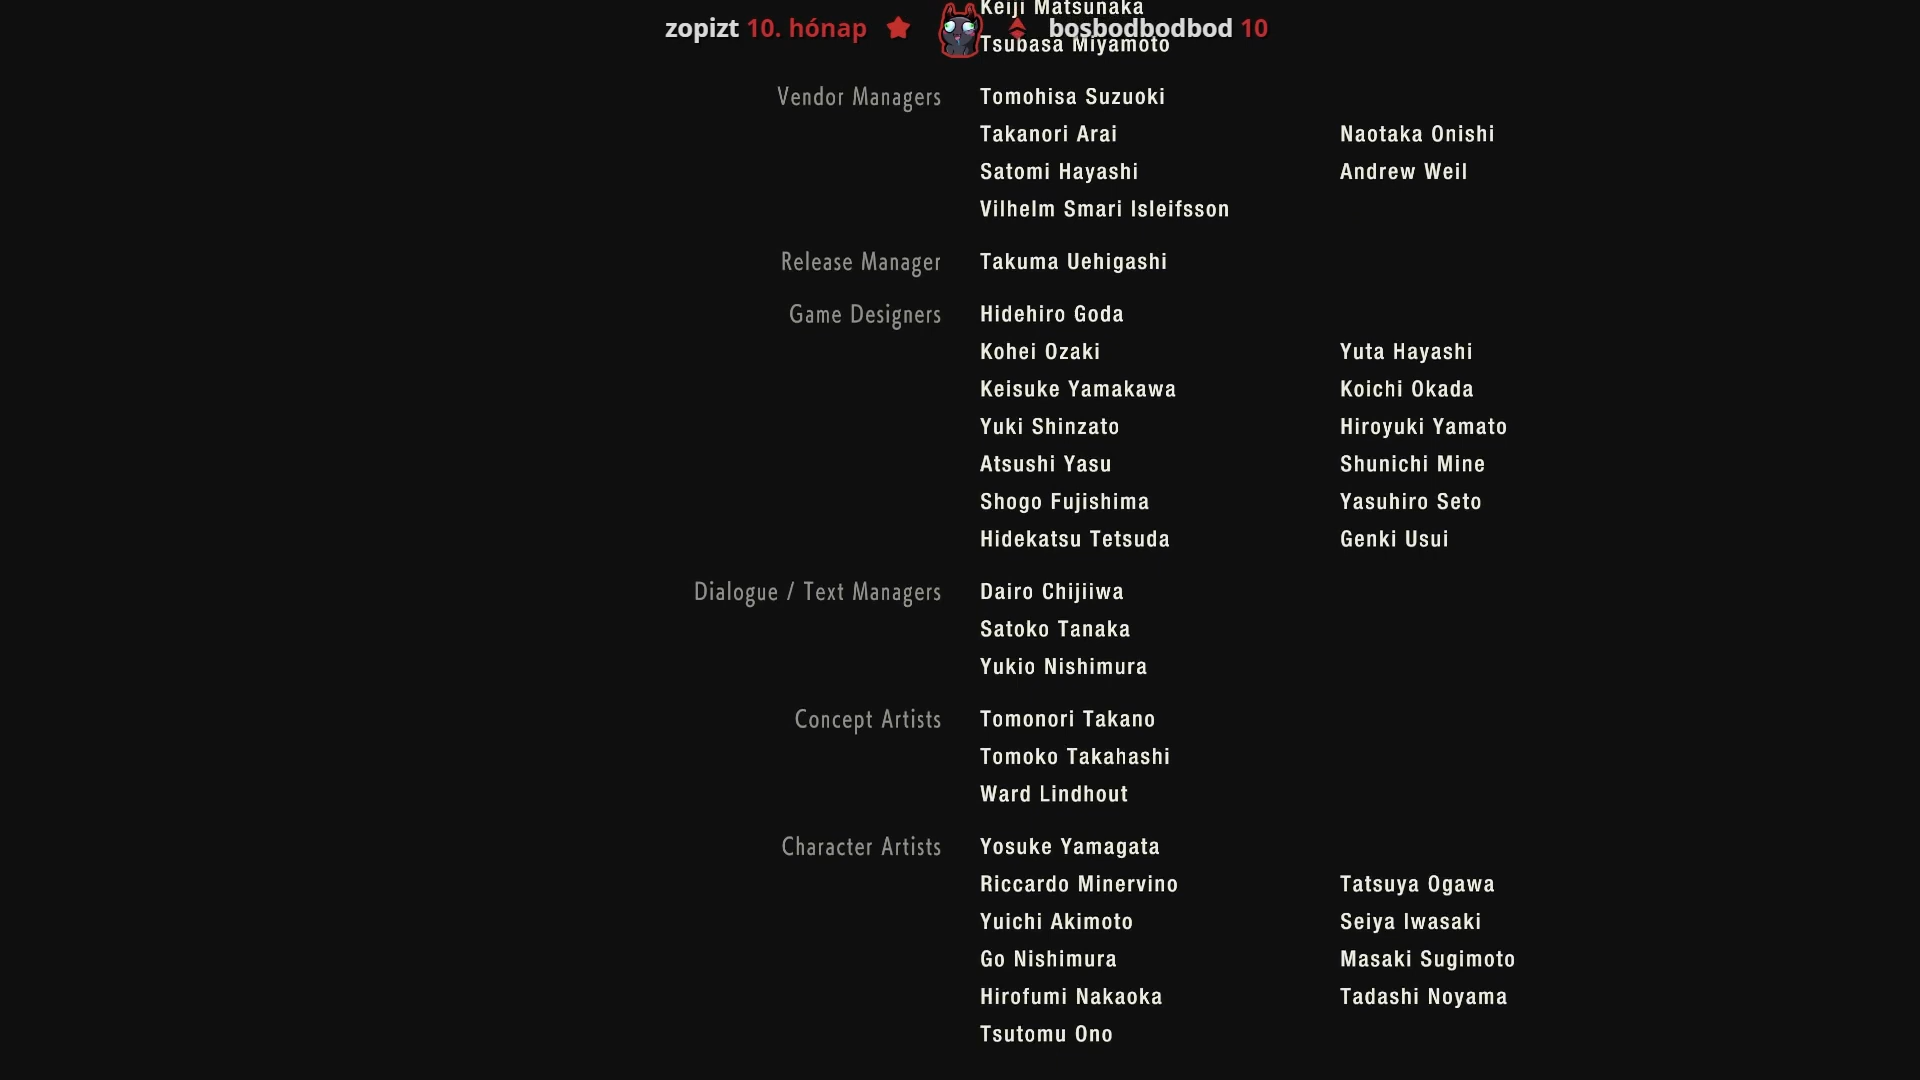 Keiji Matsunaka
zopizt 10. hónap bosbodbodbod 10
Tsubasa Miyamoto
Vendor Managers Tomohisa Suzuoki
Takanori Arai Naotaka Onishi
Satomi Hayashi Andrew Weil
Vilhelm Smari Isleifsson
Release Manager Takuma Uehigashi
Game Designers Hidehiro Goda
Kohei Ozaki Yuta Hayashi
Keisuke Yamakawa Koichi Okada
Yuki Shinzato Hiroyuki Yamato
Atsushi Yasu Shunichi Mine
Shogo Fujishima Yasuhiro Seto
Hidekatsu Tetsuda Genki Usui
Dialogue / Text Managers Dairo Chijiiwa
Satoko Tanaka
Yukio Nishimura
Concept Artists Tomonori Takano
Tomoko Takahashi
Ward Lindhout
Character Artists Yosuke Yamagata
Riccardo Minervino Tatsuya Ogawa
Yuichi Akimoto Seiya Iwasaki
Go Nishimura Masaki Sugimoto
Hirofumi Nakaoka Tadashi Noyama
Tsutomu Ono